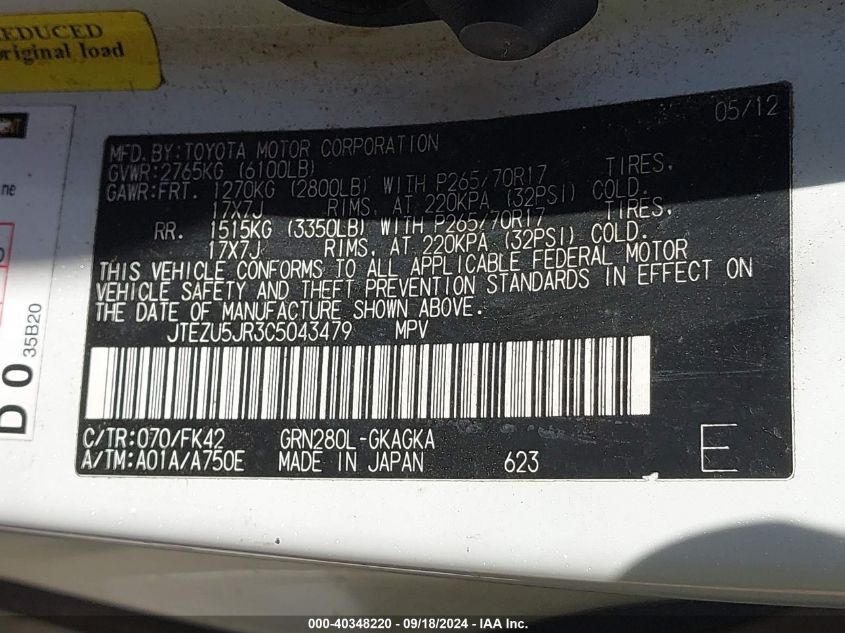 REDUCED
original load
ne
D 0 35B20
05/12
MFD. BY: TOYOTA MOTOR CORPORATION
GVWR: 2765KG (6100LB)
GAWR: FRT. 1270KG (2800LB) WITH P265/70R17 TIRES,
17X7J RIMS, AT 220KPA (32PSI) COLD.
RR. 1515KG (3350LB) WITH P265/70R17 TIRES,
17X7J RIMS, AT 220KPA (32PSI) COLD.
THIS VEHICLE CONFORMS TO ALL APPLICABLE FEDERAL MOTOR
VEHICLE SAFETY AND THEFT PREVENTION STANDARDS IN EFFECT ON
THE DATE OF MANUFACTURE SHOWN ABOVE.
JTEZU5JR3C5043479 MPV
C/TR: 070/FK42 GRN280L-GKAGKA
A/TM: A01A/A750E MADE IN JAPAN 623 E
000-40348220 - 09/18/2024 - IAA Inc.